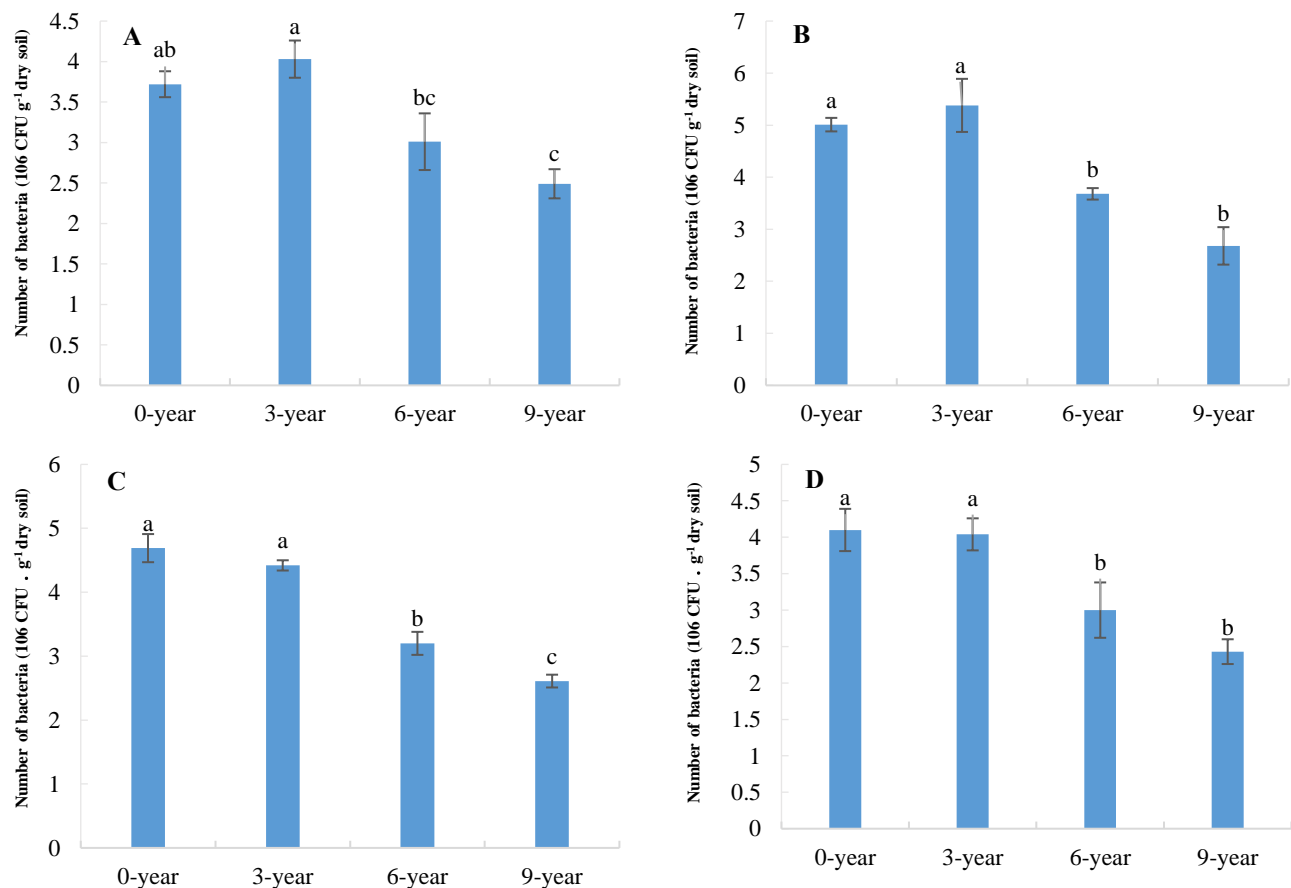 A
Number of bacteria (106 CFU g-1 dry soil)
4.5
4
3.5
3
2.5
2
1.5
1
0.5
0
ab
a
bc
c
0-year 3-year 6-year 9-year
B
Number of bacteria (106 CFU g-1 dry soil)
7
6
5
4
3
2
1
0
a
a
b
b
0-year 3-year 6-year 9-year
C
Number of bacteria (106 CFU . g-1 dry soil)
6
5
4
3
2
1
0
a
a
b
c
0-year 3-year 6-year 9-year
D
Number of bacteria (106 CFU . g-1 dry soil)
5
4.5
4
3.5
3
2.5
2
1.5
1
0.5
0
a
a
b
b
0-year 3-year 6-year 9-year